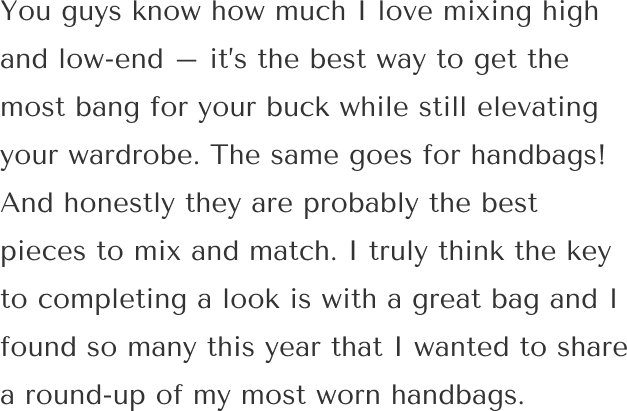 You guys know how much I love mixing high
and low-end – it's the best way to get the
most bang for your buck while still elevating
your wardrobe. The same goes for handbags!
And honestly they are probably the best
pieces to mix and match. I truly think the key
to completing a look is with a great bag and I
found so many this year that I wanted to share
a round-up of my most worn handbags.